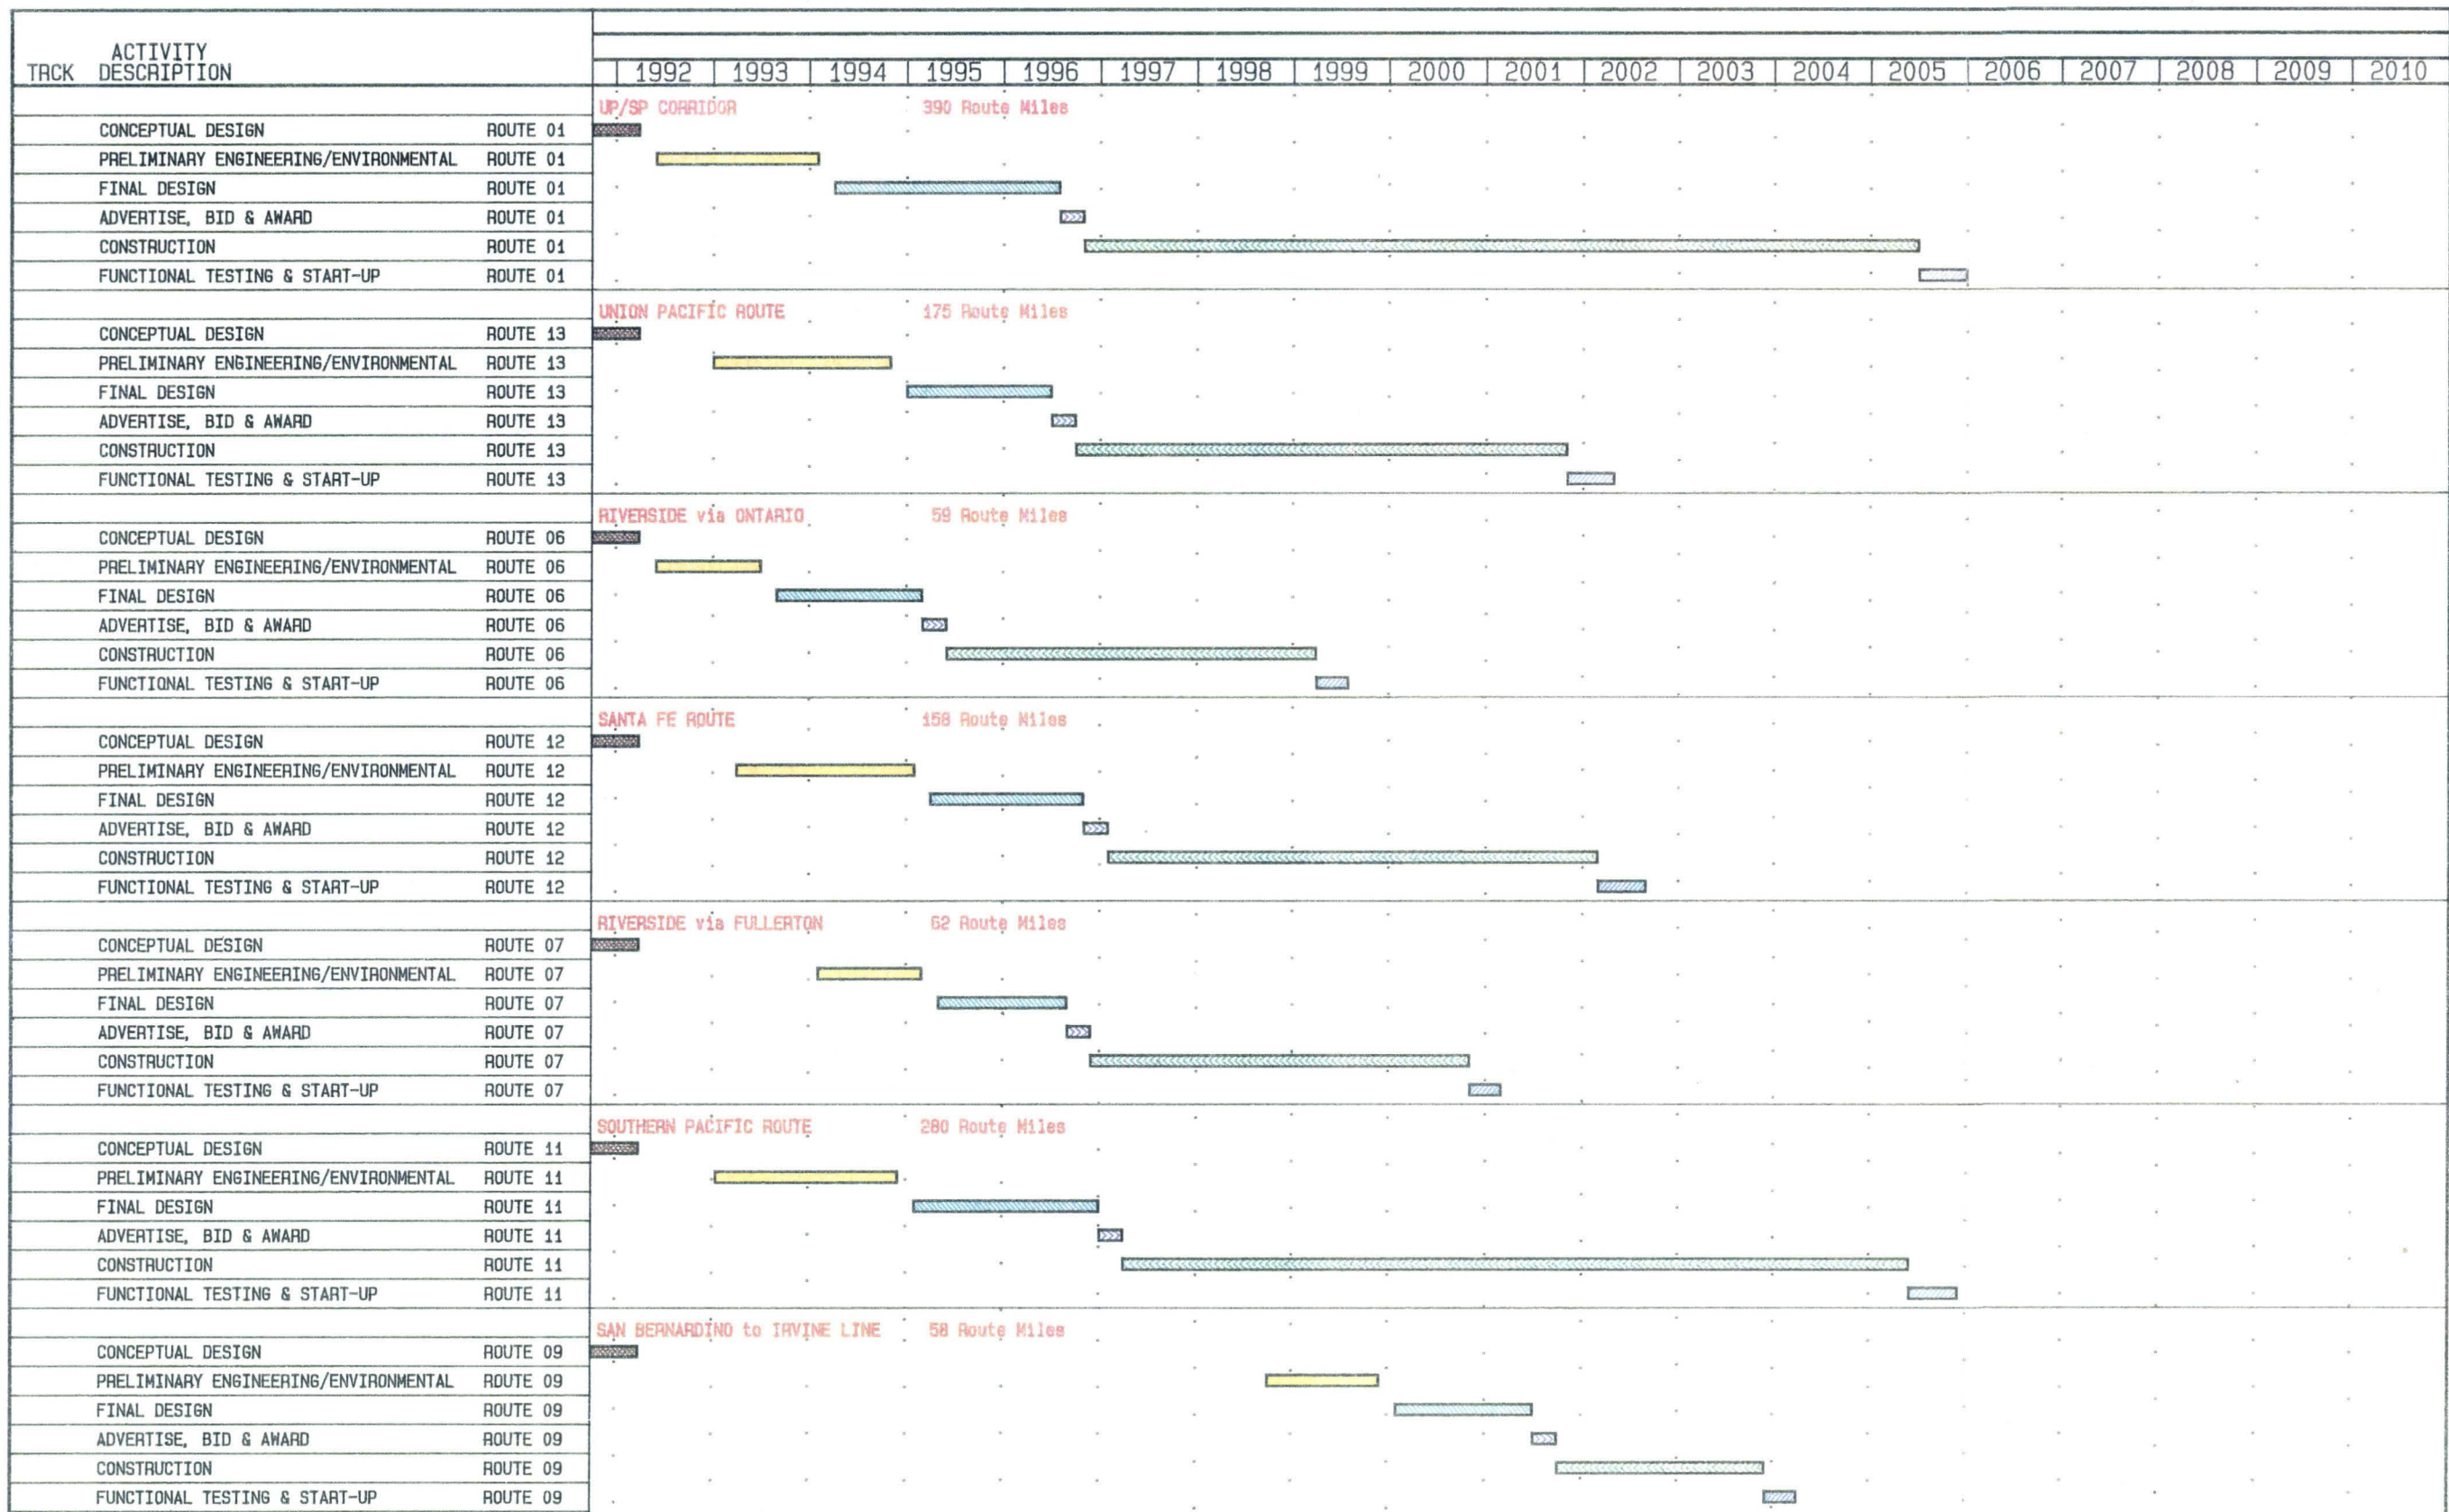 ACTIVITY
TRCK DESCRIPTION
1992 1993 1994 1995 1996 1997 1998 1999 2000 2001 2002 2003 2004 2005 2006 2007 2008 2009 2010
UP/SP CORRIDOR 390 Route Miles
CONCEPTUAL DESIGN ROUTE 01
PRELIMINARY ENGINEERING/ENVIRONMENTAL ROUTE 01
FINAL DESIGN ROUTE 01
ADVERTISE, BID & AWARD ROUTE 01
CONSTRUCTION ROUTE 01
FUNCTIONAL TESTING & START-UP ROUTE 01
UNION PACIFIC ROUTE 175 Route Miles
CONCEPTUAL DESIGN ROUTE 13
PRELIMINARY ENGINEERING/ENVIRONMENTAL ROUTE 13
FINAL DESIGN ROUTE 13
ADVERTISE, BID & AWARD ROUTE 13
CONSTRUCTION ROUTE 13
FUNCTIONAL TESTING & START-UP ROUTE 13
RIVERSIDE via ONTARIO 59 Route Miles
CONCEPTUAL DESIGN ROUTE 06
PRELIMINARY ENGINEERING/ENVIRONMENTAL ROUTE 06
FINAL DESIGN ROUTE 06
ADVERTISE, BID & AWARD ROUTE 06
CONSTRUCTION ROUTE 06
FUNCTIONAL TESTING & START-UP ROUTE 06
SANTA FE ROUTE 158 Route Miles
CONCEPTUAL DESIGN ROUTE 12
PRELIMINARY ENGINEERING/ENVIRONMENTAL ROUTE 12
FINAL DESIGN ROUTE 12
ADVERTISE, BID & AWARD ROUTE 12
CONSTRUCTION ROUTE 12
FUNCTIONAL TESTING & START-UP ROUTE 12
RIVERSIDE via FULLERTON 62 Route Miles
CONCEPTUAL DESIGN ROUTE 07
PRELIMINARY ENGINEERING/ENVIRONMENTAL ROUTE 07
FINAL DESIGN ROUTE 07
ADVERTISE, BID & AWARD ROUTE 07
CONSTRUCTION ROUTE 07
FUNCTIONAL TESTING & START-UP ROUTE 07
SOUTHERN PACIFIC ROUTE 280 Route Miles
CONCEPTUAL DESIGN ROUTE 11
PRELIMINARY ENGINEERING/ENVIRONMENTAL ROUTE 11
FINAL DESIGN ROUTE 11
ADVERTISE, BID & AWARD ROUTE 11
CONSTRUCTION ROUTE 11
FUNCTIONAL TESTING & START-UP ROUTE 11
SAN BERNARDINO to IRVINE LINE 58 Route Miles
CONCEPTUAL DESIGN ROUTE 09
PRELIMINARY ENGINEERING/ENVIRONMENTAL ROUTE 09
FINAL DESIGN ROUTE 09
ADVERTISE, BID & AWARD ROUTE 09
CONSTRUCTION ROUTE 09
FUNCTIONAL TESTING & START-UP ROUTE 09